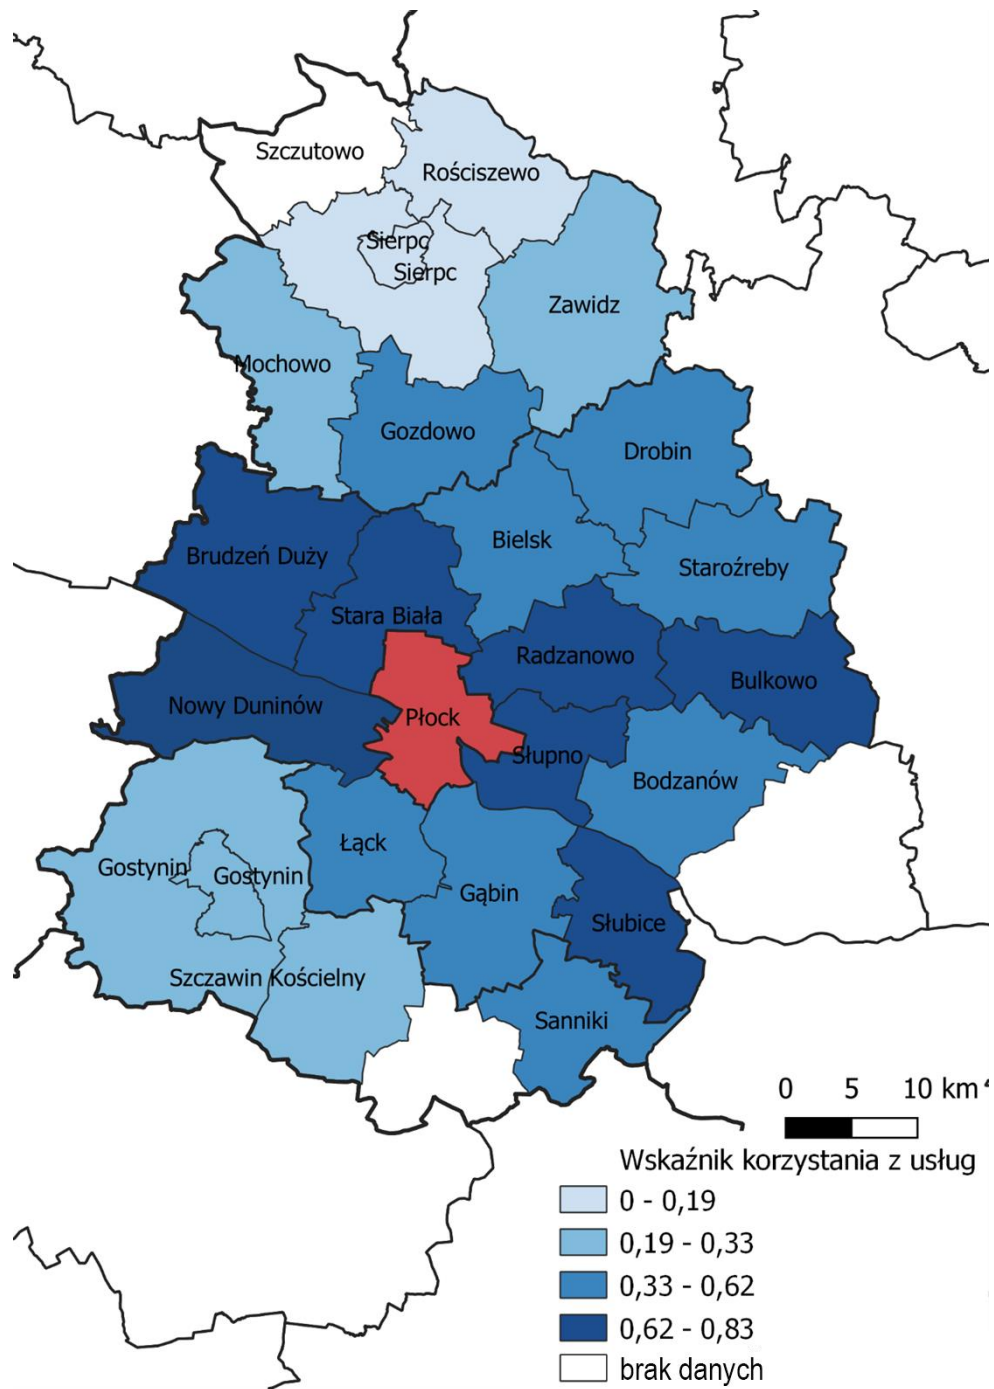 Szczutowo
Rościszewo
Sierpc
Sierpc
Zawidz
Mochowo
Gozdowo
Drobin
Bielsk
Brudzeń Duży
Staroźreby
Stara Biała
Radzanowo
Bulkowo
Nowy Duninów
Płock
Słupno
Bodzanów
Łąck
Gostynin
Gostynin
Gąbin
Słubice
Szczawin Kościelny
Sanniki
0 5 10 km
Wskaźnik korzystania z usług
0 - 0,19
0,19 - 0,33
0,33 - 0,62
0,62 - 0,83
brak danych